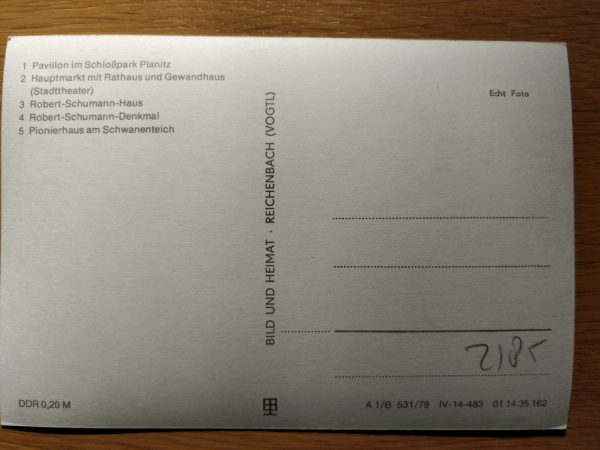 1 Pavillon im Schloßpark Planitz
2 Hauptmarkt mit Rathaus und Gewandhaus
(Stadttheater)
3 Robert-Schumann-Haus
4 Robert-Schumann-Denkmal
5 Pionierhaus am Schwanenteich
Echt Foto
BILD UND HEIMAT · REICHENBACH (VOGTL)
DDR 0,20 M
A 1/B 531/78 IV-14-483 01 14 35 162